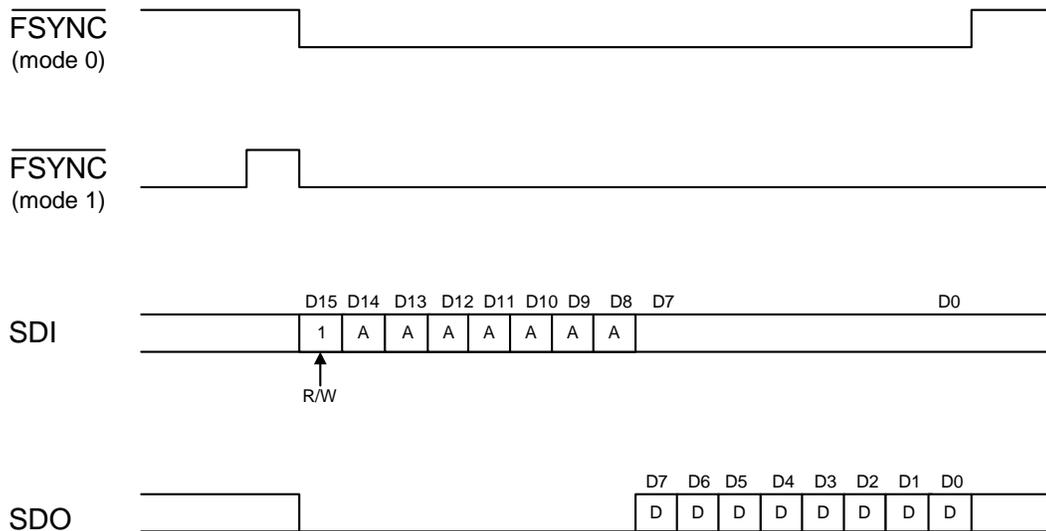 FSYNC
(mode 0)
FSYNC
(mode 1)
D15 D14 D13 D12 D11 D10 D9 D8 D7 D0
SDI 1 A A A A A A A
R/W
D7 D6 D5 D4 D3 D2 D1 D0
SDO D D D D D D D D